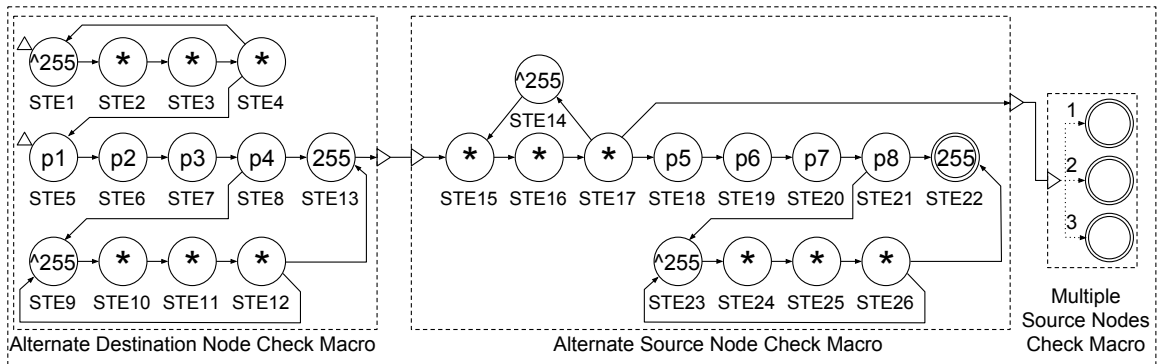 ^255 * * *
STE1 STE2 STE3 STE4
^255
STE14
p1 p2 p3 p4 255
STE5 STE6 STE7 STE8 STE13
* * * p5 p6 p7 p8 255
STE15 STE16 STE17 STE18 STE19 STE20 STE21 STE22
^255 * * *
STE9 STE10 STE11 STE12
^255 * * *
STE23 STE24 STE25 STE26
1
2
3
Alternate Destination Node Check Macro
Alternate Source Node Check Macro
Multiple
Source Nodes
Check Macro